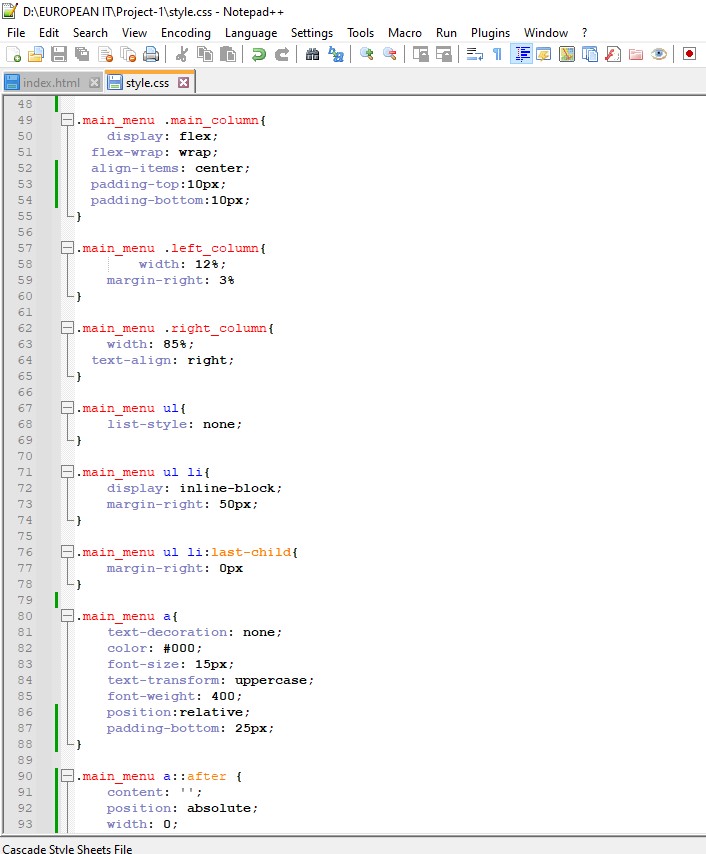 D:\EUROPEAN IT\Project-1\style.css - Notepad++
File Edit Search View Encoding Language Settings Tools Macro Run Plugins Window ?
index.html style.css
48
49 .main_menu .main_column{
50 display: flex;
51 flex-wrap: wrap;
52 align-items: center;
53 padding-top:10px;
54 padding-bottom:10px;
55 }
56
57 .main_menu .left_column{
58 width: 12%;
59 margin-right: 3%
60 }
61
62 .main_menu .right_column{
63 width: 85%;
64 text-align: right;
65 }
66
67 .main_menu ul{
68 list-style: none;
69 }
70
71 .main_menu ul li{
72 display: inline-block;
73 margin-right: 50px;
74 }
75
76 .main_menu ul li:last-child{
77 margin-right: 0px
78 }
79
80 .main_menu a{
81 text-decoration: none;
82 color: #000;
83 font-size: 15px;
84 text-transform: uppercase;
85 font-weight: 400;
86 position:relative;
87 padding-bottom: 25px;
88 }
89
90 .main_menu a::after {
91 content: '';
92 position: absolute;
93 width: 0;
Cascade Style Sheets File